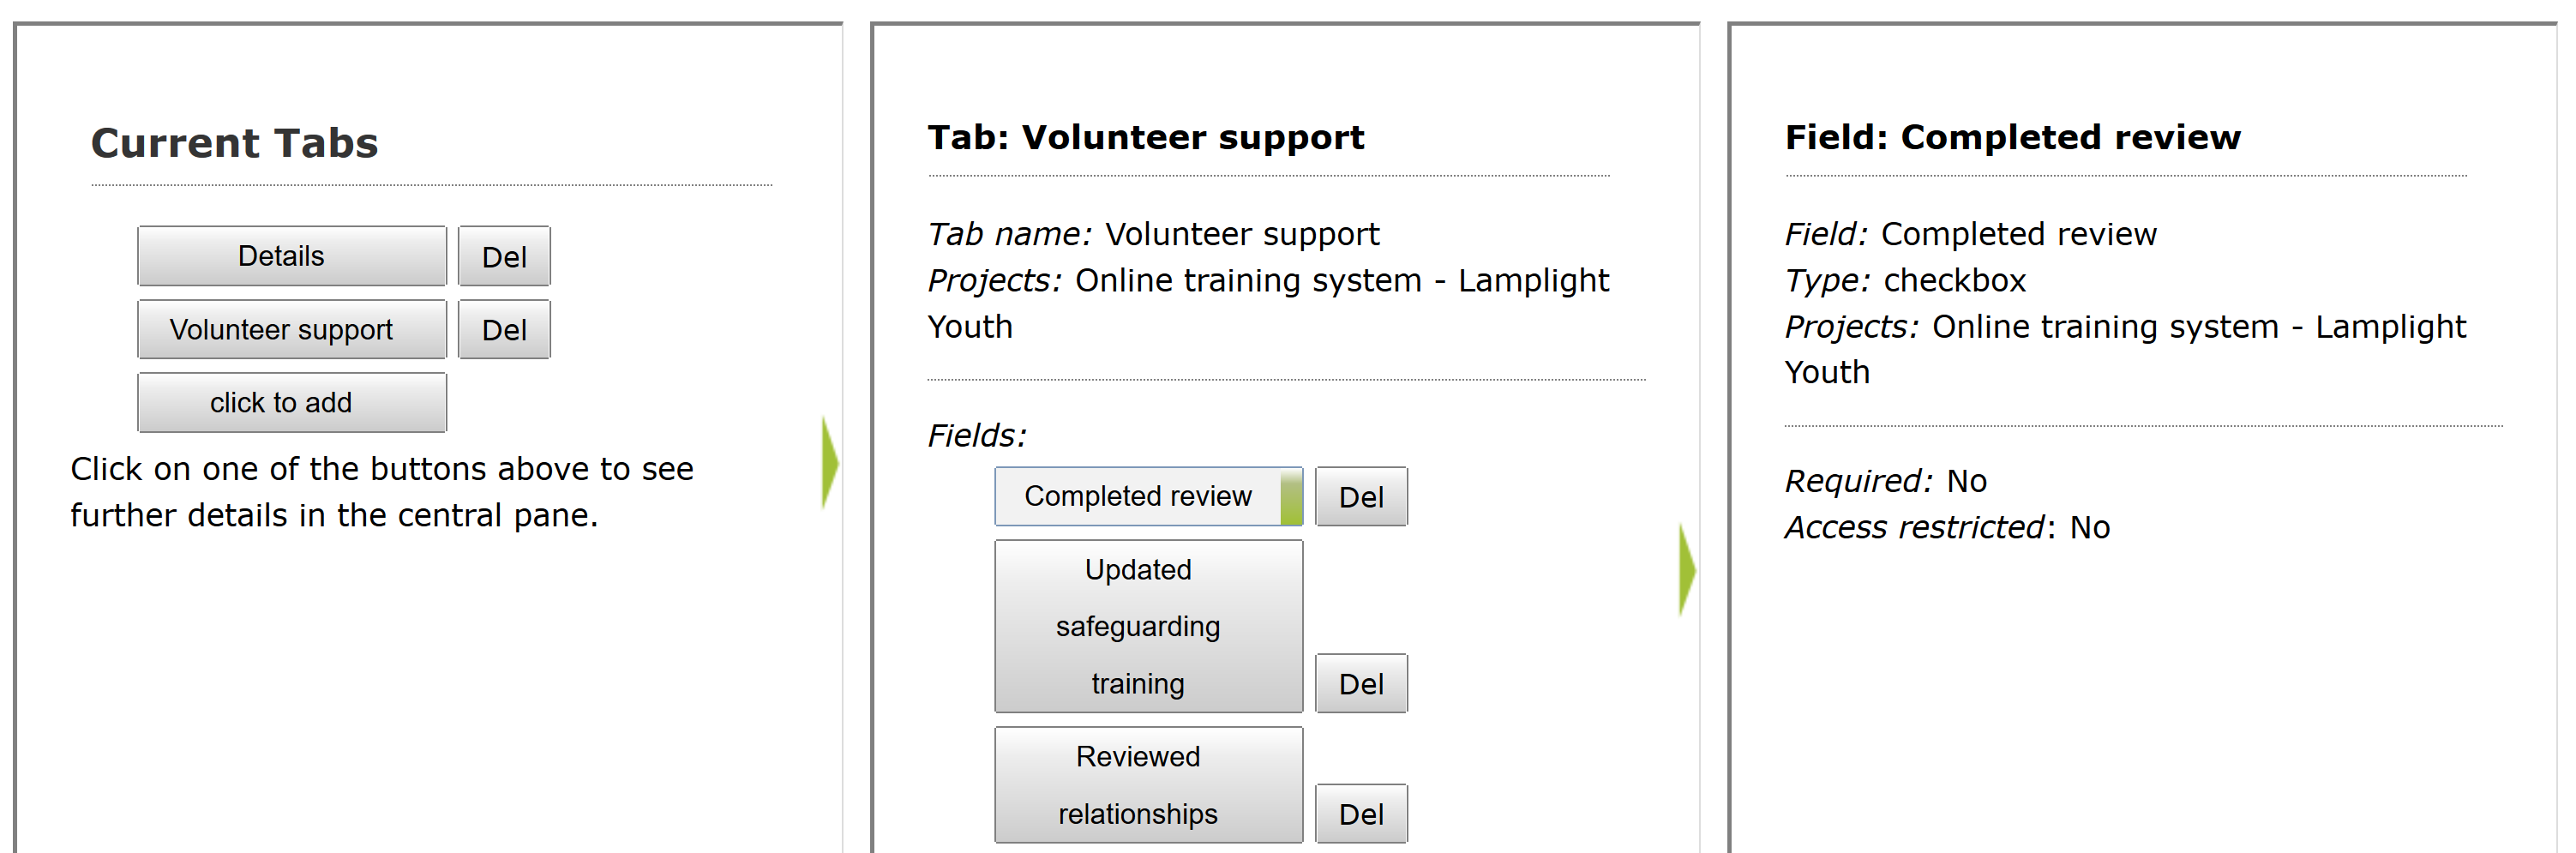 Current Tabs
Details Del
Volunteer support Del
click to add
Click on one of the buttons above to see
further details in the central pane.
Tab: Volunteer support
Tab name: Volunteer support
Projects: Online training system - Lamplight
Youth
Fields:
Completed review Del
Updated
safeguarding
training Del
Reviewed
relationships Del
Field: Completed review
Field: Completed review
Type: checkbox
Projects: Online training system - Lamplight
Youth
Required: No
Access restricted: No